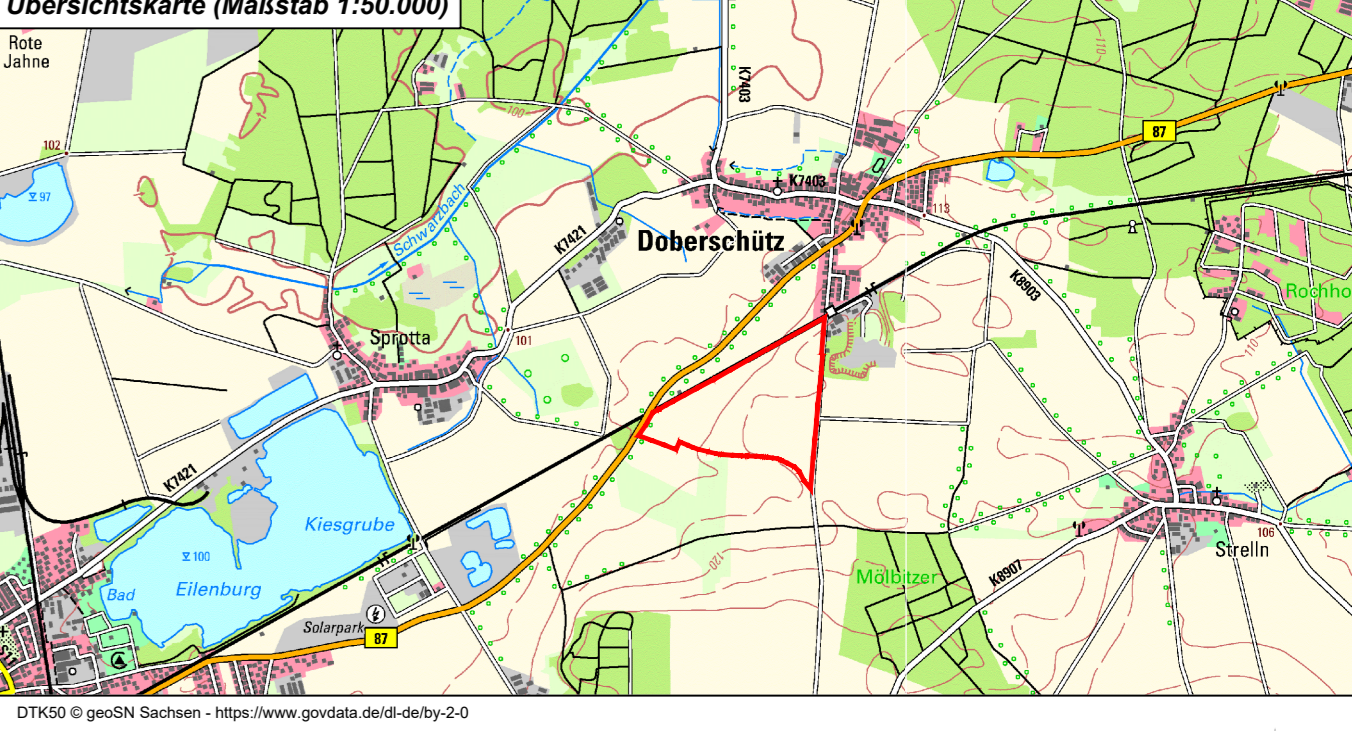 Übersichtskarte (Maßstab 1:50.000)
Rote
Jahne
102
97
100
110
K7403
87
Schwarzbach
K7421
K7403
113
Doberschütz
K8903
Rochho
Sprotta
101
110
K7421
Kiesgrube
100
Eilenburg
Bad
Solarpark
87
120
Mölbitzer
K8907
106
Strelln
DTK50 © geoSN Sachsen - https://www.govdata.de/dl-de/by-2-0